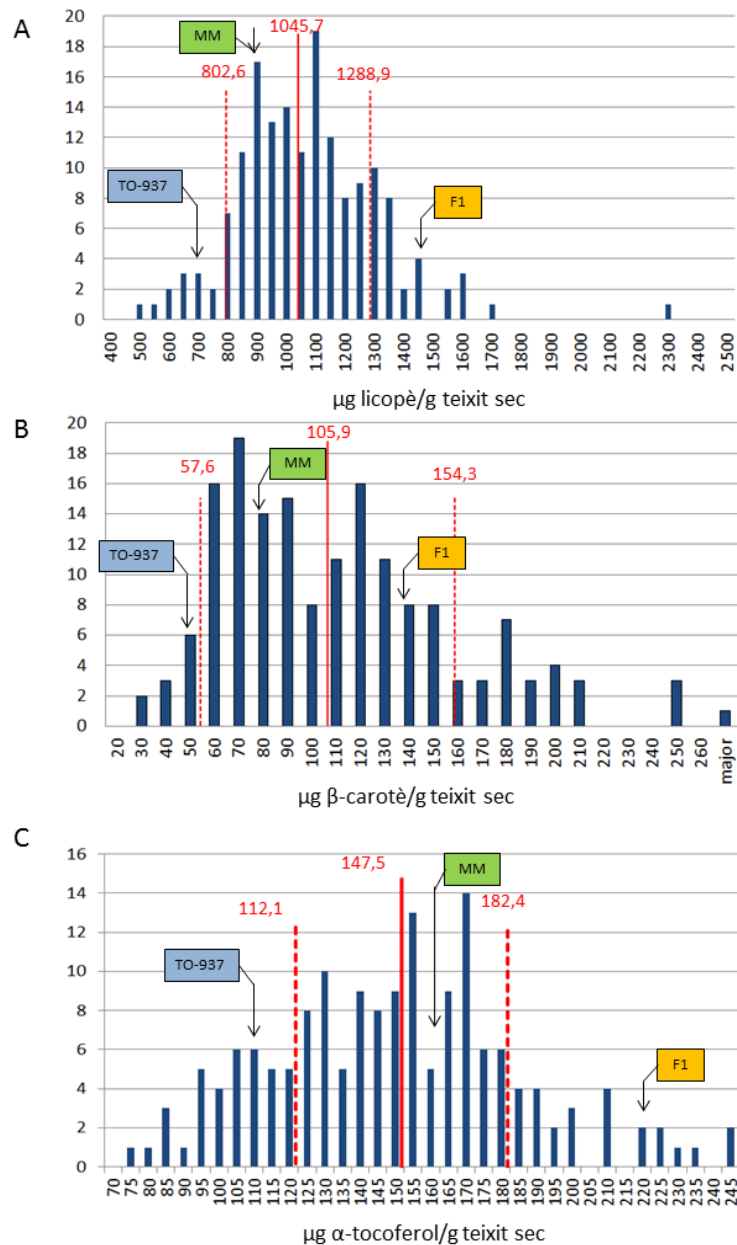 A
20
18
16
14
12
10
8
6
4
2
0
MM
1045,7
802,6
1288,9
TO-937
F1
400 500 600 700 800 900 1000 1100 1200 1300 1400 1500 1600 1700 1800 1900 2000 2100 2200 2300 2400 2500
µg licopè/g teixit sec
B
20
18
16
14
12
10
8
6
4
2
0
105,9
57,6
MM
154,3
TO-937
F1
20 30 40 50 60 70 80 90 100 110 120 130 140 150 160 170 180 190 200 210 220 230 240 250 260 major
µg β-carotè/g teixit sec
C
16
14
12
10
8
6
4
2
0
147,5
MM
112,1
182,4
TO-937
F1
70 75 80 85 90 95 100 105 110 115 120 125 130 135 140 145 150 155 160 165 170 175 180 185 190 195 200 205 210 215 220 225 230 235 240 245
µg α-tocoferol/g teixit sec